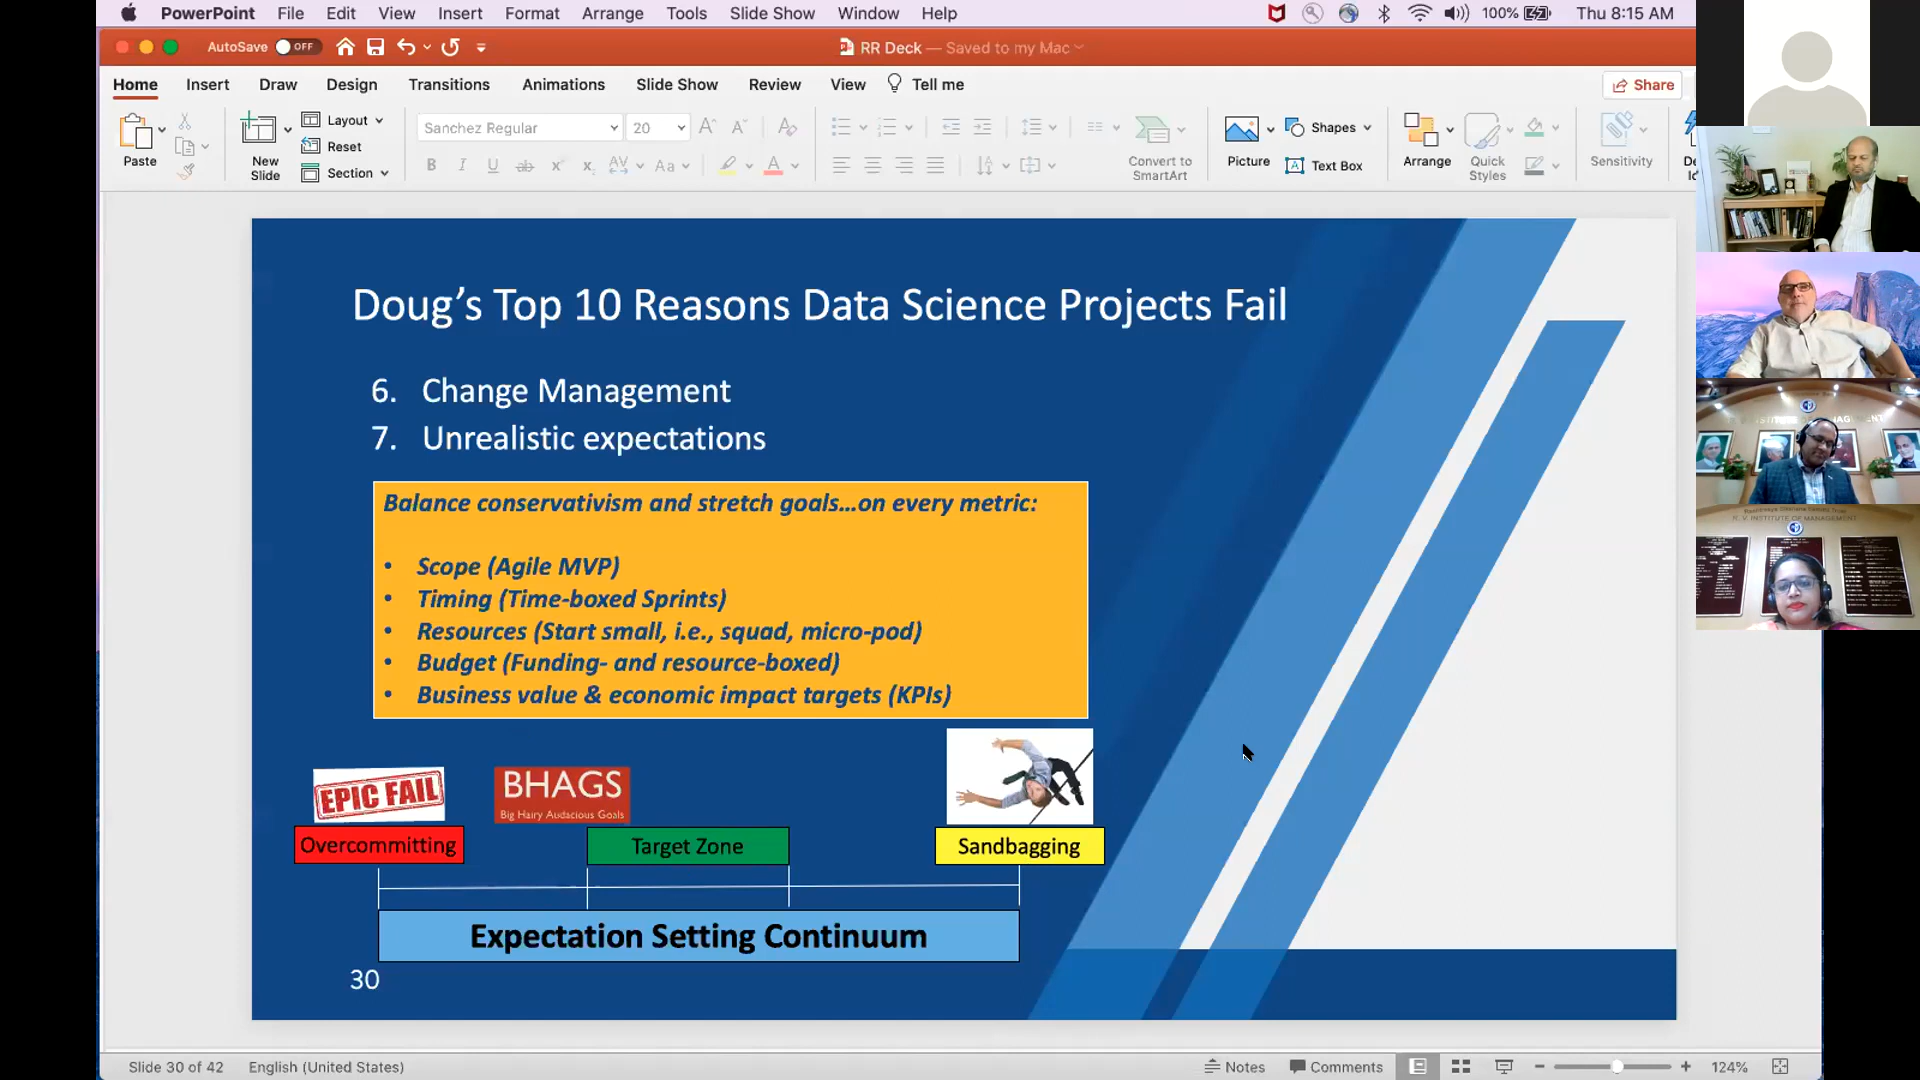 PowerPoint File Edit View Insert Format Arrange Tools Slide Show Window Help 100% Thu 8:15 AM
AutoSave OFF RR Deck — Saved to my Mac
Home Insert Draw Design Transitions Animations Slide Show Review View Tell me Share
Paste New Slide Layout Reset Section Sanchez Regular 20 Convert to SmartArt Picture Shapes Text Box Arrange Quick Styles Sensitivity
Doug’s Top 10 Reasons Data Science Projects Fail
6. Change Management
7. Unrealistic expectations
Balance conservativism and stretch goals...on every metric:
• Scope (Agile MVP)
• Timing (Time-boxed Sprints)
• Resources (Start small, i.e., squad, micro-pod)
• Budget (Funding- and resource-boxed)
• Business value & economic impact targets (KPIs)
EPIC FAIL
BHAGS
Big Hairy Audacious Goals
Overcommitting Target Zone Sandbagging
Expectation Setting Continuum
30
Slide 30 of 42 English (United States) Notes Comments 124%